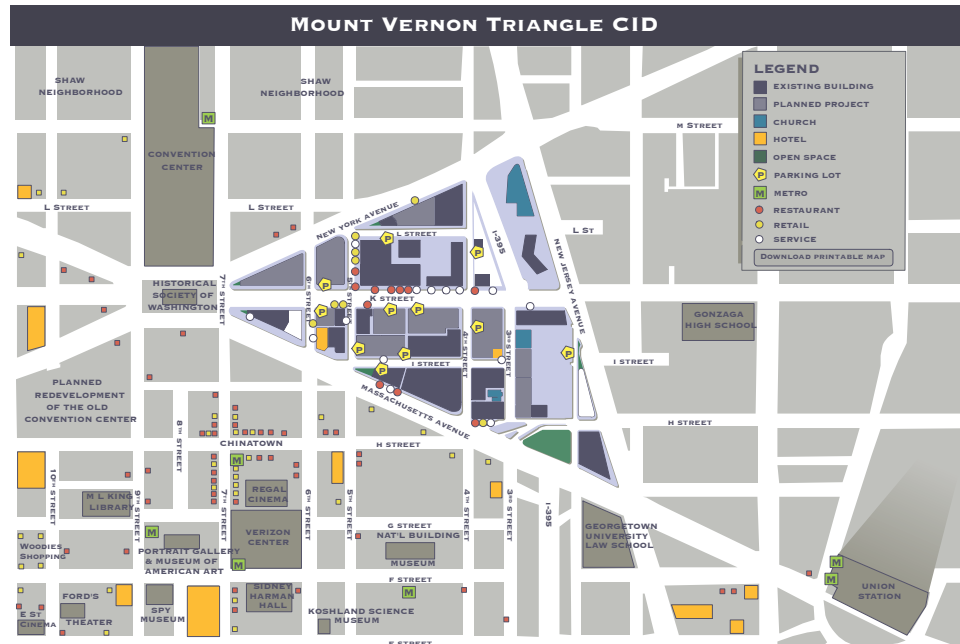 MOUNT VERNON TRIANGLE CID
LEGEND
EXISTING BUILDING
PLANNED PROJECT
CHURCH
HOTEL
OPEN SPACE
P PARKING LOT
M METRO
RESTAURANT
RETAIL
SERVICE
DOWNLOAD PRINTABLE MAP
SHAW
NEIGHBORHOOD
SHAW
NEIGHBORHOOD
M
M STREET
CONVENTION
CENTER
L STREET
L STREET
NEW YORK AVENUE
L STREET
P
P
I-395
L ST
NEW JERSEY AVENUE
7TH STREET
6TH STREET
5TH STREET
P
HISTORICAL
SOCIETY OF
WASHINGTON
K STREET
P
P
P
P
4TH STREET
3RD STREET
GONZAGA
HIGH SCHOOL
P
P
P
P
I STREET
I STREET
MASSACHUSETTS AVENUE
PLANNED
REDEVELOPMENT
OF THE OLD
CONVENTION CENTER
8TH STREET
CHINATOWN
H STREET
H STREET
M
10TH STREET
9TH STREET
7TH STREET
6TH STREET
5TH STREET
4TH STREET
3RD STREET
I-395
M L KING
LIBRARY
REGAL
CINEMA
G STREET
M
VERIZON
CENTER
NAT'L BUILDING
MUSEUM
GEORGETOWN
UNIVERSITY
LAW SCHOOL
WOODIES
SHOPPING
PORTRAIT GALLERY
& MUSEUM OF
AMERICAN ART
M
F STREET
M
M
M
UNION
STATION
FORD'S
THEATER
SPY
MUSEUM
SIDNEY
HARMAN
HALL
KOSHLAND SCIENCE
MUSEUM
E ST
CINEMA